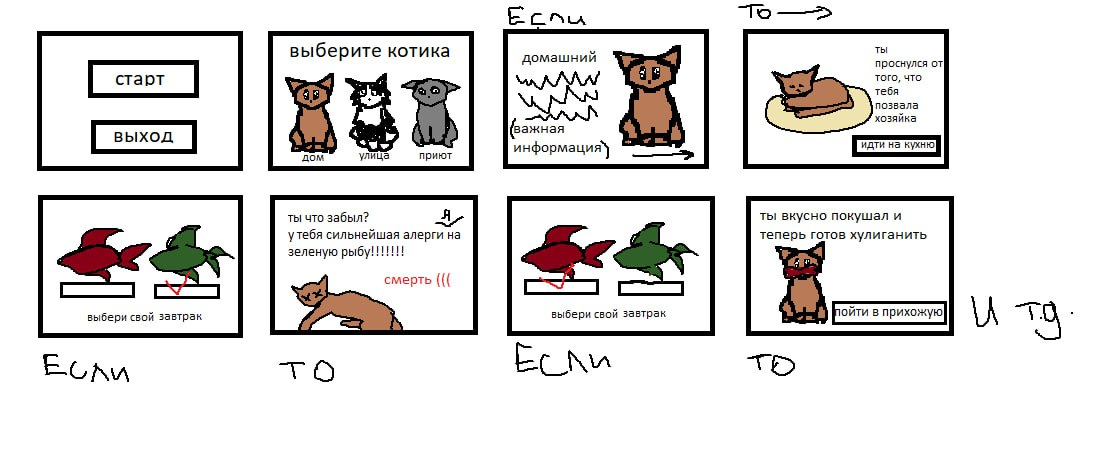 Если
то
старт
выход
выберите котика
дом
улица
приют
домашний
(важная
информация)
ты
проснулся от
того, что
тебя
позвала
хозяйка
идти на кухню
выбери свой завтрак
Если
ты что забыл?
у тебя сильнейшая алерги на
зеленую рыбу!!!!!!!
смерть (((
то
выбери свой завтрак
Если
ты вкусно покушал и
теперь готов хулиганить
пойти в прихожую
то
И т.д.